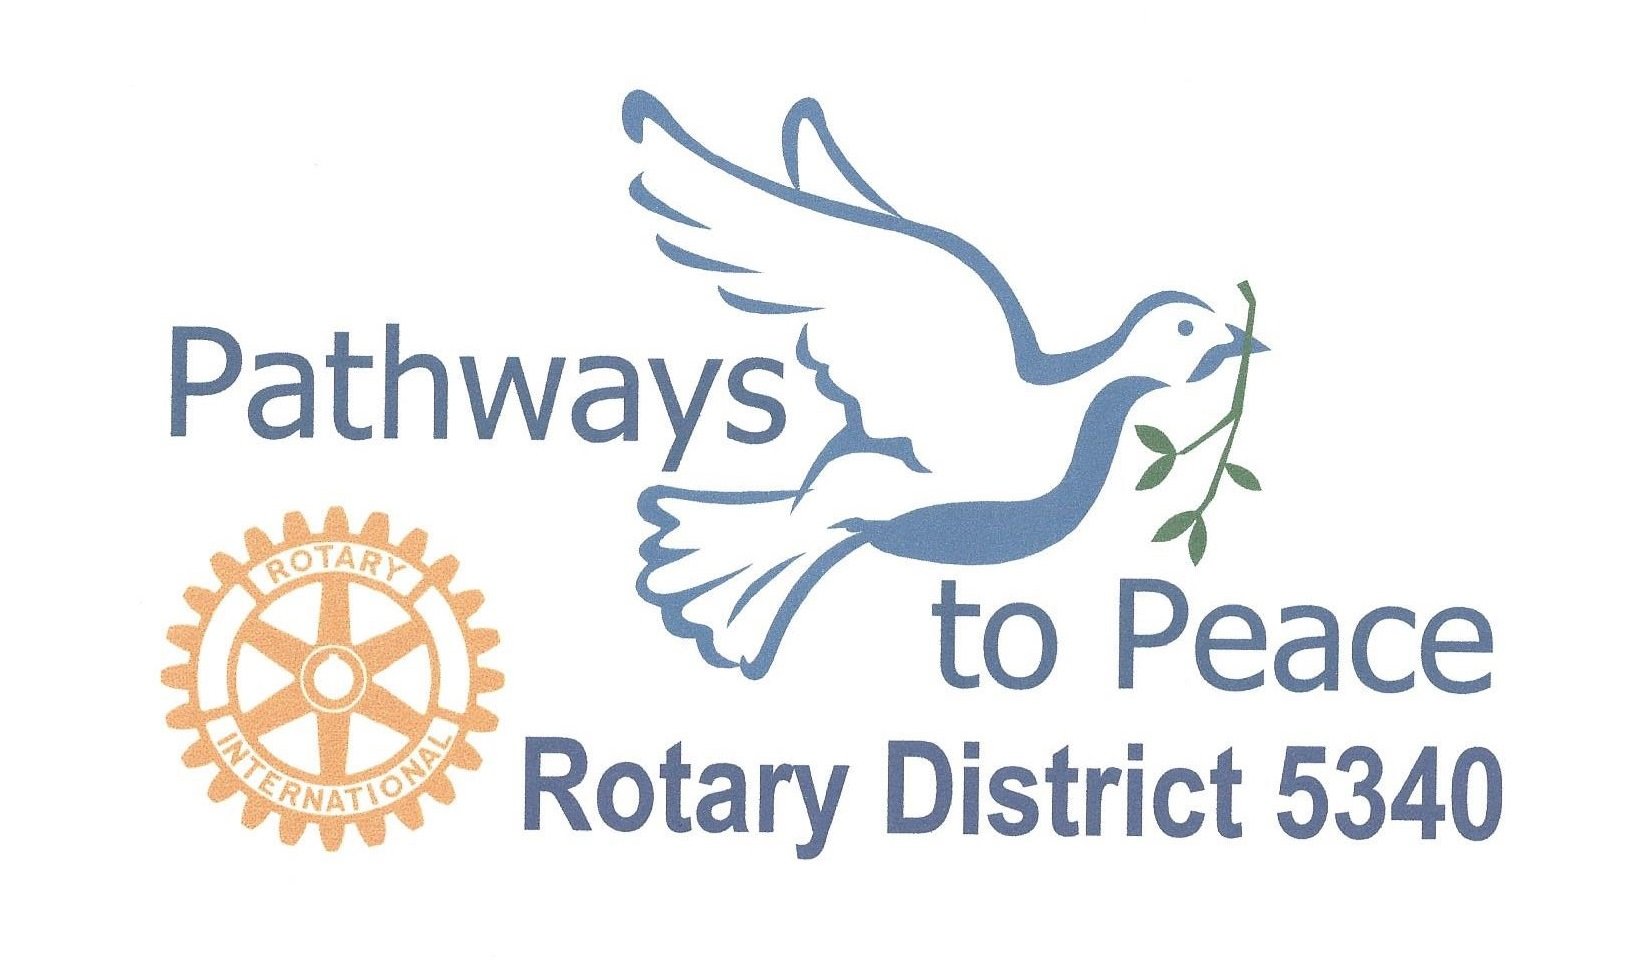 Pathways
to Peace
ROTARY
INTERNATIONAL
Rotary District 5340